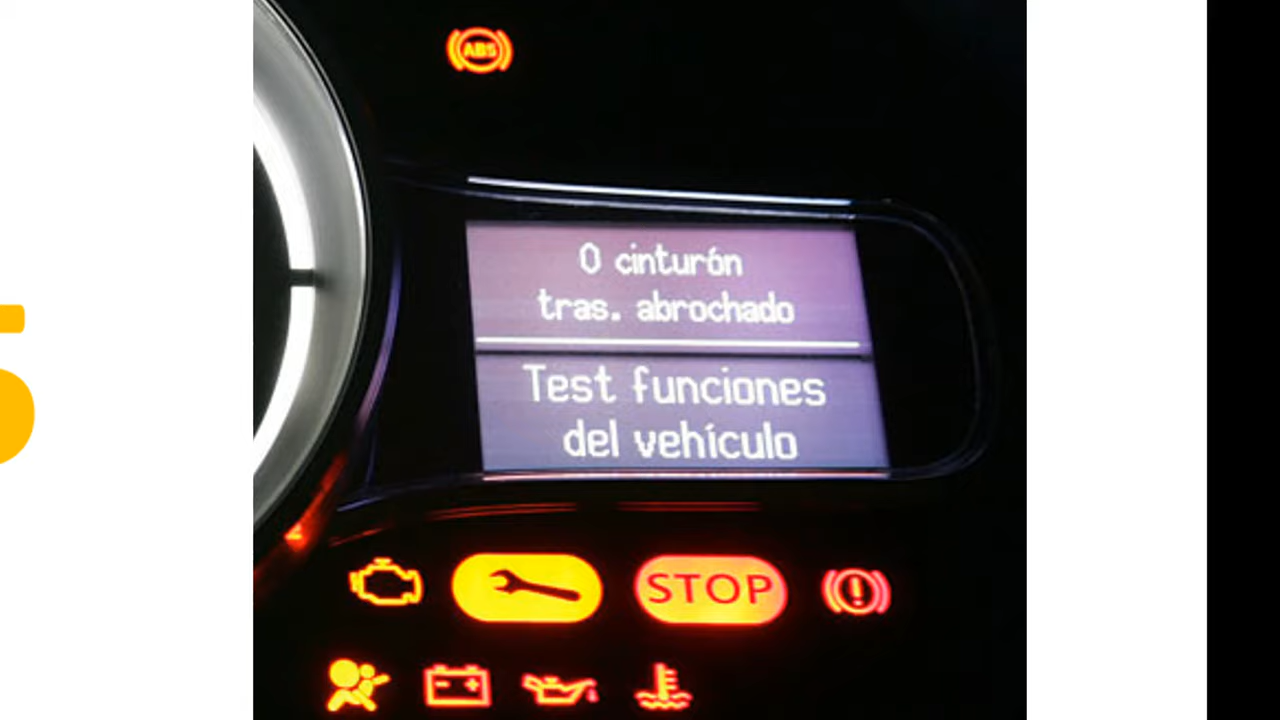 ABS
0 cinturón
tras. abrochado
Test funciones
del vehículo
STOP